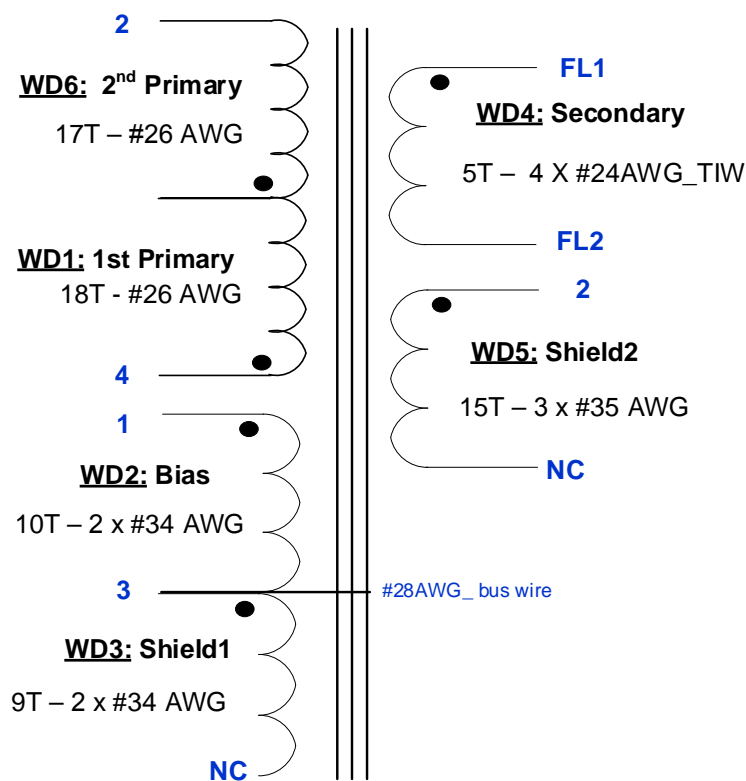 2
WD6: 2nd Primary
17T – #26 AWG
WD1: 1st Primary
18T - #26 AWG
4
1
WD2: Bias
10T – 2 x #34 AWG
3
WD3: Shield1
9T – 2 x #34 AWG
NC
FL1
WD4: Secondary
5T – 4 X #24AWG_TIW
FL2
2
WD5: Shield2
15T – 3 x #35 AWG
NC
#28AWG_ bus wire